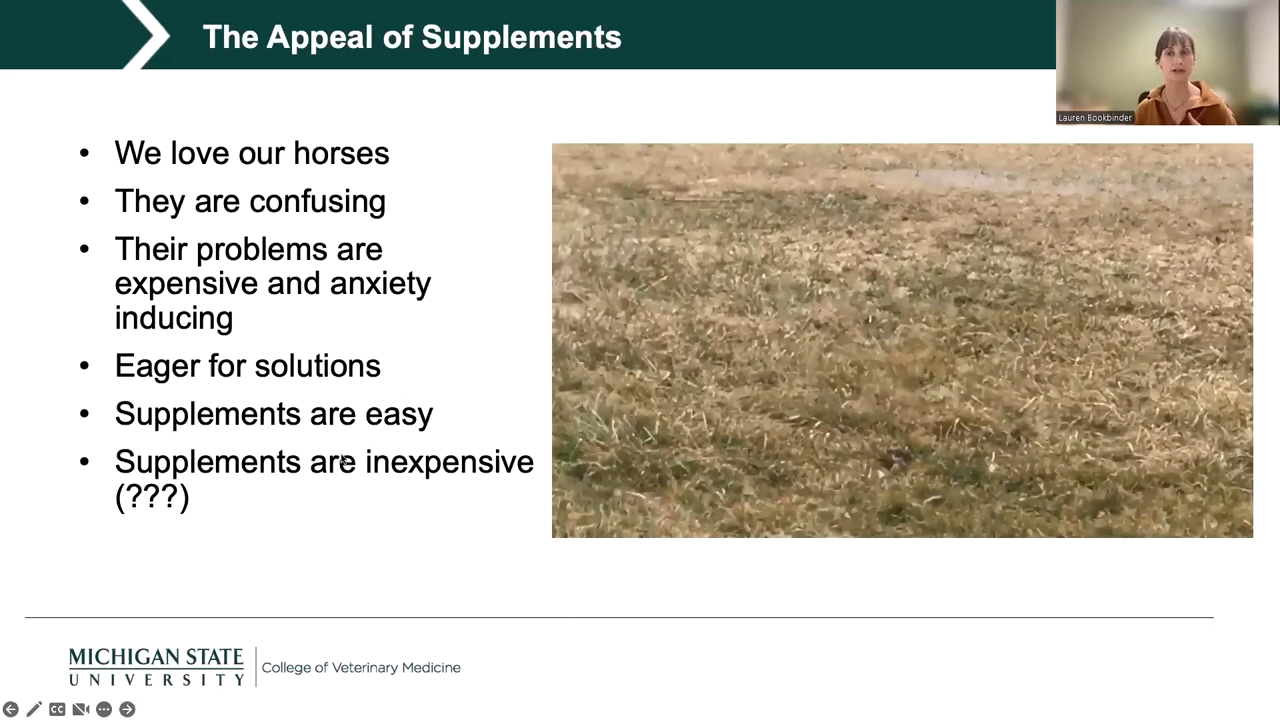 The Appeal of Supplements
Lauren Bookbinder
• We love our horses
• They are confusing
• Their problems are
expensive and anxiety
inducing
• Eager for solutions
• Supplements are easy
• Supplements are inexpensive
(???)
MICHIGAN STATE
UNIVERSITY
College of Veterinary Medicine
CC